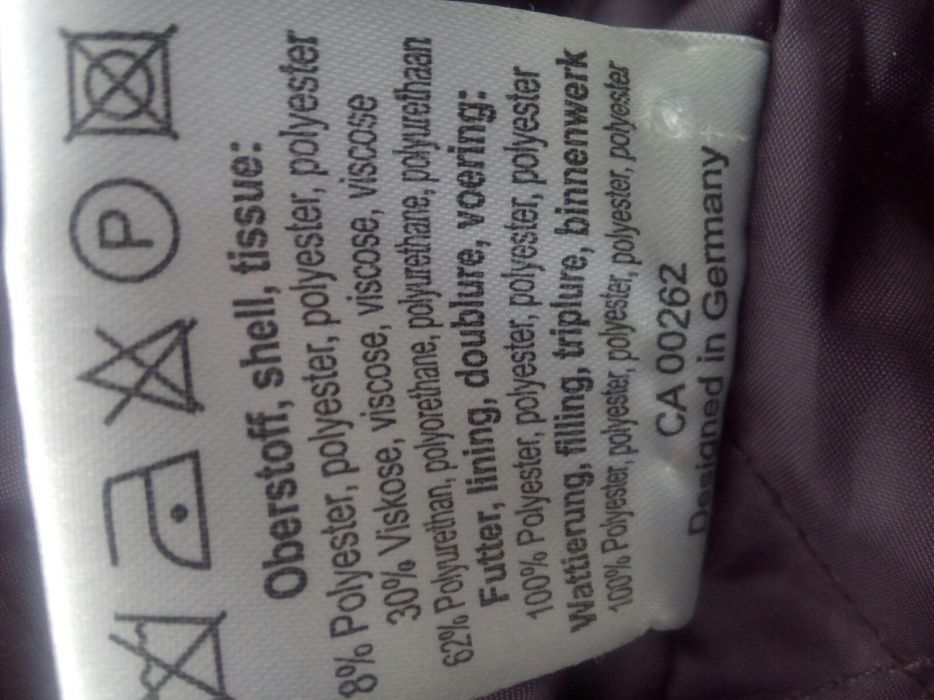 P
Oberstoff, shell, tissue:
8% Polyester, polyester, polyester, polyester
30% Viskose, viscose, viscose, viscose
62% Polyurethan, polyorethane, polyurethane, polyurethaan
Futter, lining, doublure, voering:
100% Polyester, polyester, polyester, polyester
Wattierung, filling, triplure, binnenwerk
100% Polyester, polyester, polyester, polyester, polyester
CA 00262
Designed in Germany